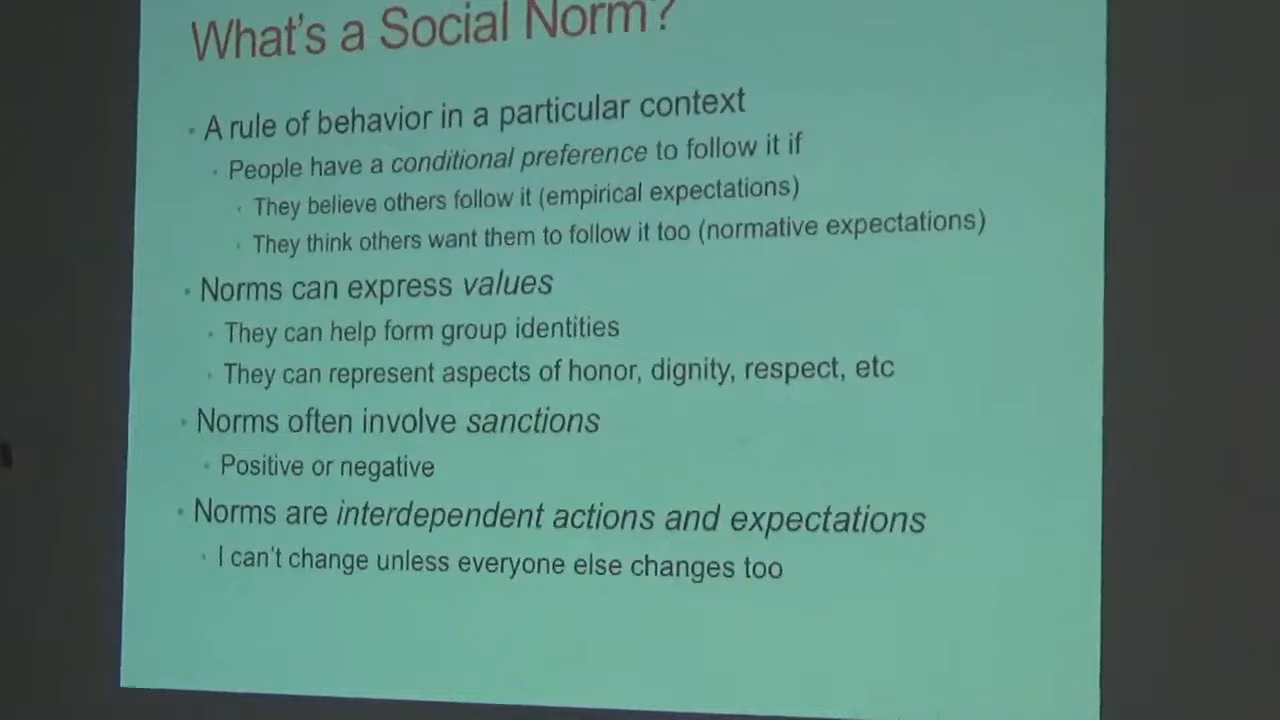 What's a Social Norm?
· A rule of behavior in a particular context
· People have a conditional preference to follow it if
· They believe others follow it (empirical expectations)
· They think others want them to follow it too (normative expectations)
· Norms can express values
· They can help form group identities
· They can represent aspects of honor, dignity, respect, etc
· Norms often involve sanctions
· Positive or negative
· Norms are interdependent actions and expectations
· I can't change unless everyone else changes too